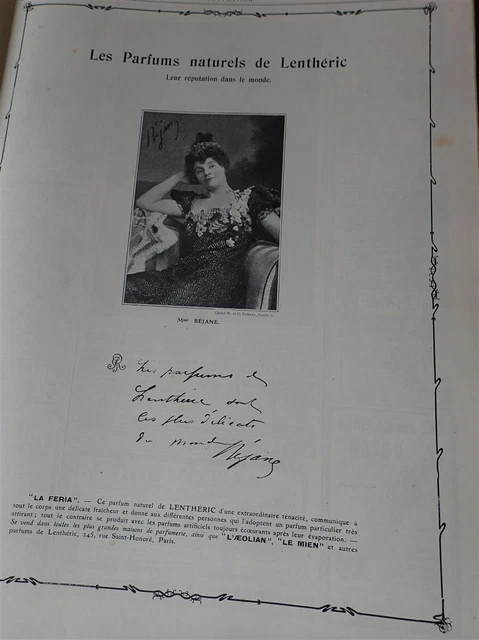 Les Parfums naturels de Lenthéric
Leur réputation dans le monde.
Réjane
Mme RÉJANE.
R
Les parfums de
Lenthéric sont
les plus délicats
du monde Réjane
"LA FERIA". — Ce parfum naturel de LENTHÉRIC d'une extraordinaire ténacité, communique à
tout le corps une délicate fraîcheur et donne aux différentes personnes qui l'adoptent un parfum particulier très
attirant; tout le contraire se produit avec les parfums artificiels toujours écœurants après leur évaporation. —
Se vend dans toutes les plus grandes maisons de parfumerie, ainsi que "L'ÆOLIAN", "LE MIEN" et autres
parfums de Lenthéric, 245, rue Saint-Honoré, Paris.